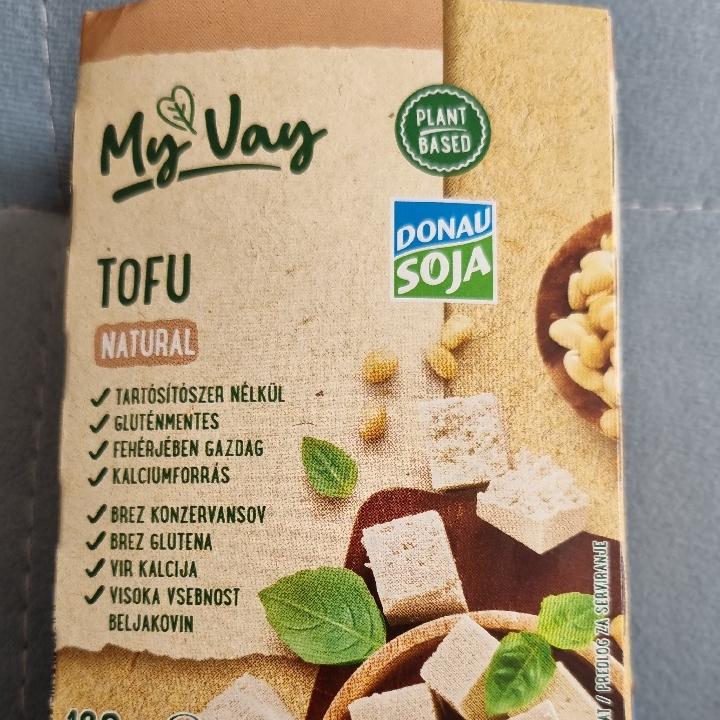 My Vay
PLANT
BASED
DONAU
SOJA
TOFU
NATURAL
TARTÓSÍTÓSZER NÉLKÜL
GLUTÉNMENTES
FEHÉRJÉBEN GAZDAG
KALCIUMFORRÁS
BREZ KONZERVANSOV
BREZ GLUTENA
VIR KALCIJA
VISOKA VSEBNOST
BELJAKOVIN
/ PREDLOG ZA SERVIRANJE